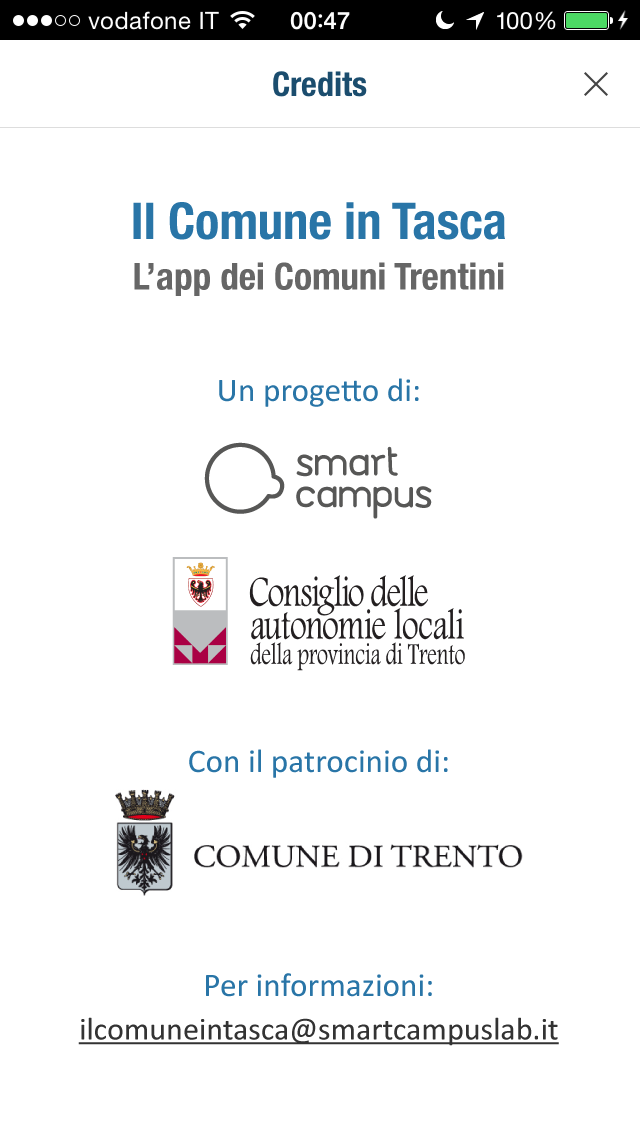 vodafone IT 00:47 100%
Credits
Il Comune in Tasca
L’app dei Comuni Trentini
Un progetto di:
smart
campus
Consiglio delle
autonomie locali
della provincia di Trento
Con il patrocinio di:
COMUNE DI TRENTO
Per informazioni:
ilcomuneintasca@smartcampuslab.it